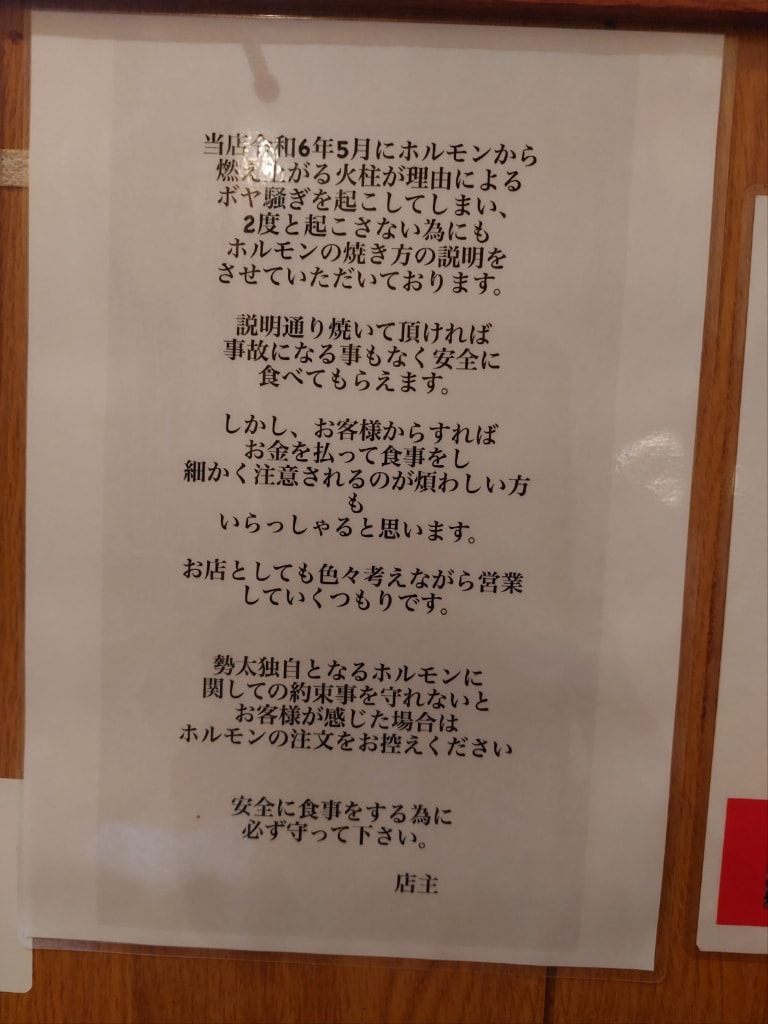 当店令和6年5月にホルモンから
燃え上がる火柱が理由による
ボヤ騒ぎを起こしてしまい、
2度と起こさない為にも
ホルモンの焼き方の説明を
させていただいております。
説明通り焼いて頂ければ
事故になる事もなく安全に
食べてもらえます。
しかし、お客様からすれば
お金を払って食事をし
細かく注意されるのが煩わしい方
も
いらっしゃると思います。
お店としても色々考えながら営業
していくつもりです。
勢太独自となるホルモンに
関しての約束事を守れないと
お客様が感じた場合は
ホルモンの注文をお控えください
安全に食事をする為に
必ず守って下さい。
店主